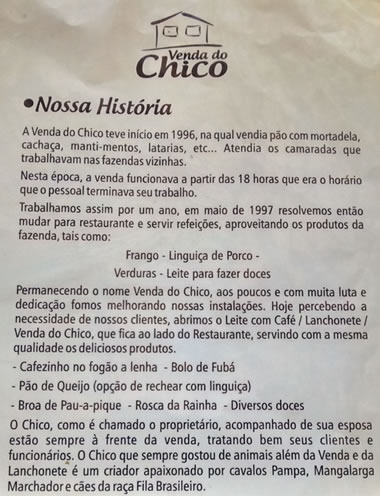 Venda do
Chico
•Nossa História
A Venda do Chico teve início em 1996, na qual vendia pão com mortadela,
cachaça, manti-mentos, latarias, etc... Atendia os camaradas que
trabalhavam nas fazendas vizinhas.
Nesta época, a venda funcionava a partir das 18 horas que era o horário
que o pessoal terminava seu trabalho.
Trabalhamos assim por um ano, em maio de 1997 resolvemos então
mudar para restaurante e servir refeições, aproveitando os produtos da
fazenda, tais como:
Frango - Linguiça de Porco -
Verduras - Leite para fazer doces
Permanecendo o nome Venda do Chico, aos poucos e com muita luta e
dedicação fomos melhorando nossas instalações. Hoje percebendo a
necessidade de nossos clientes, abrimos o Leite com Café / Lanchonete /
Venda do Chico, que fica ao lado do Restaurante, servindo com a mesma
qualidade os deliciosos produtos.
- Cafezinho no fogão a lenha - Bolo de Fubá
- Pão de Queijo (opção de rechear com linguiça)
- Broa de Pau-a-pique - Rosca da Rainha - Diversos doces
O Chico, como é chamado o proprietário, acompanhado de sua esposa
estão sempre à frente da venda, tratando bem seus clientes e
funcionários. O Chico que sempre gostou de animais além da Venda e da
Lanchonete é um criador apaixonado por cavalos Pampa, Mangalarga
Marchador e cães da raça Fila Brasileiro.